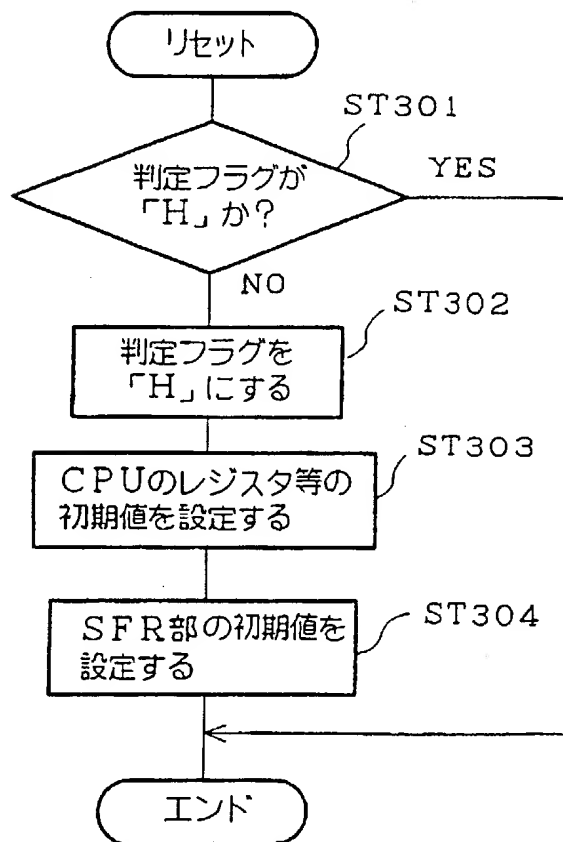 リセット
ST301
判定フラグが
「H」か?
YES
NO
ST302
判定フラグを
「H」にする
ST303
CPUのレジスタ等の
初期値を設定する
ST304
SFR部の初期値を
設定する
エンド